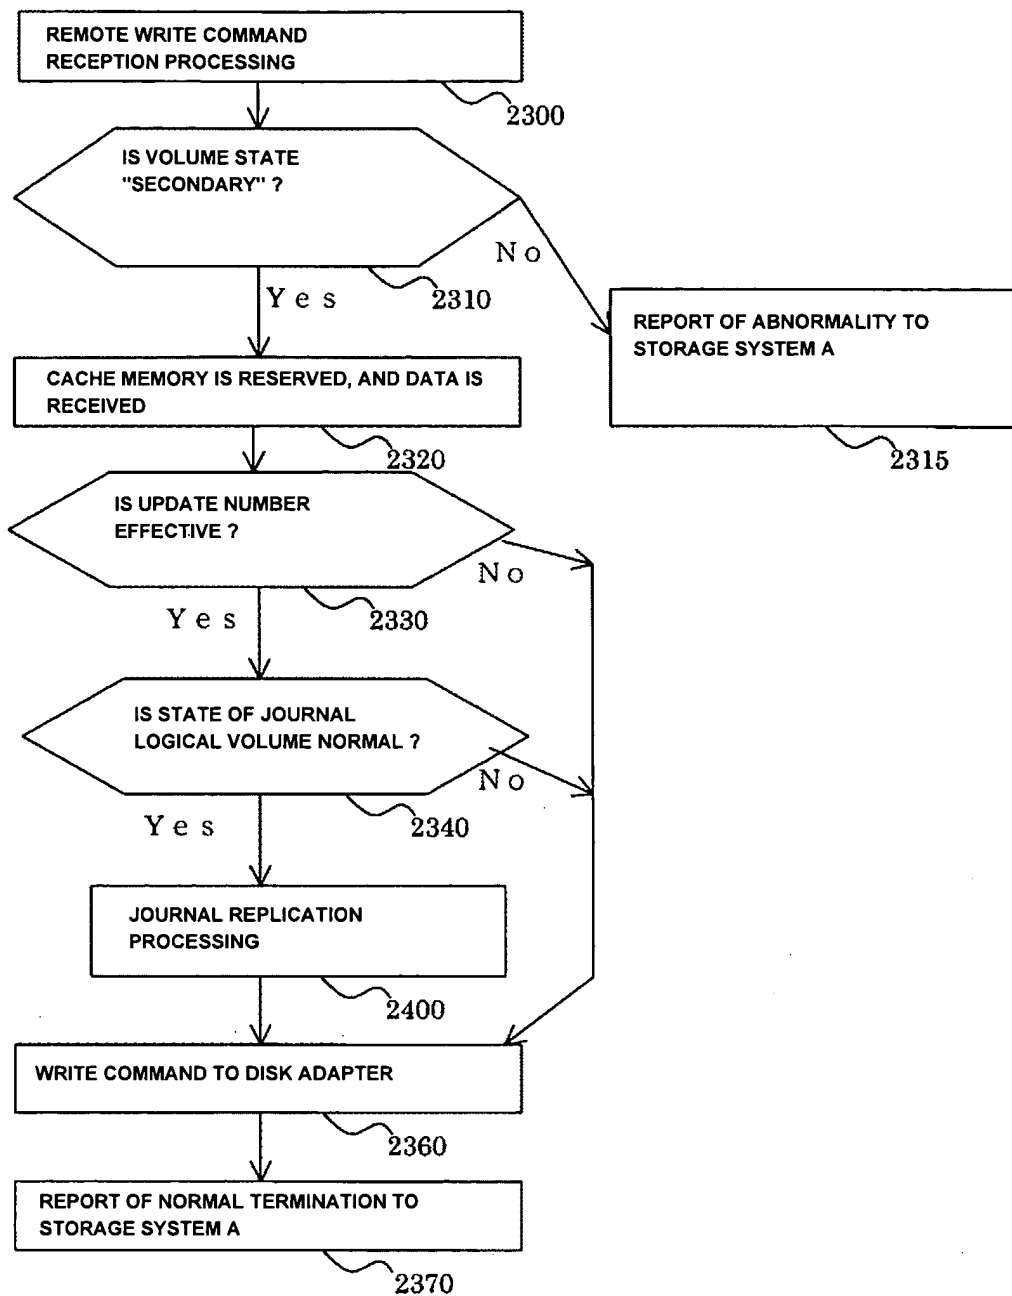 REMOTE WRITE COMMAND
RECEPTION PROCESSING
2300
IS VOLUME STATE
"SECONDARY" ?
No
2310
Yes
REPORT OF ABNORMALITY TO
STORAGE SYSTEM A
2315
CACHE MEMORY IS RESERVED, AND DATA IS
RECEIVED
2320
IS UPDATE NUMBER
EFFECTIVE ?
No
2330
Yes
IS STATE OF JOURNAL
LOGICAL VOLUME NORMAL ?
No
2340
Yes
JOURNAL REPLICATION
PROCESSING
2400
WRITE COMMAND TO DISK ADAPTER
2360
REPORT OF NORMAL TERMINATION TO
STORAGE SYSTEM A
2370